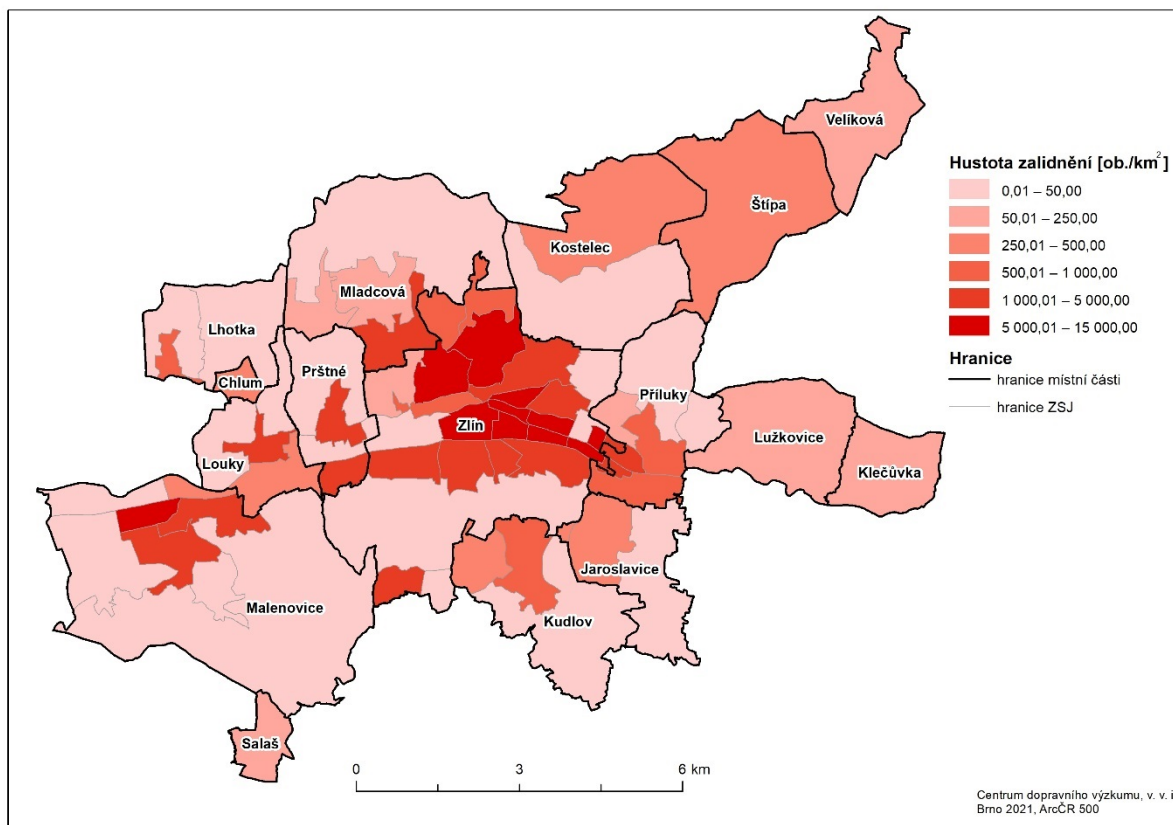 Velíková
Štípa
Kostelec
Mladcová
Lhotka
Prštné
Chlum
Příluky
Zlín
Lužkovice
Louky
Klečůvka
Jaroslavice
Malenovice
Kudlov
Salaš
Hustota zalidnění [ob./km²]
0,01 – 50,00
50,01 – 250,00
250,01 – 500,00
500,01 – 1 000,00
1 000,01 – 5 000,00
5 000,01 – 15 000,00
Hranice
hranice místní části
hranice ZSJ
0 3 6 km
Centrum dopravního výzkumu, v. v. i
Brno 2021, ArcČR 500